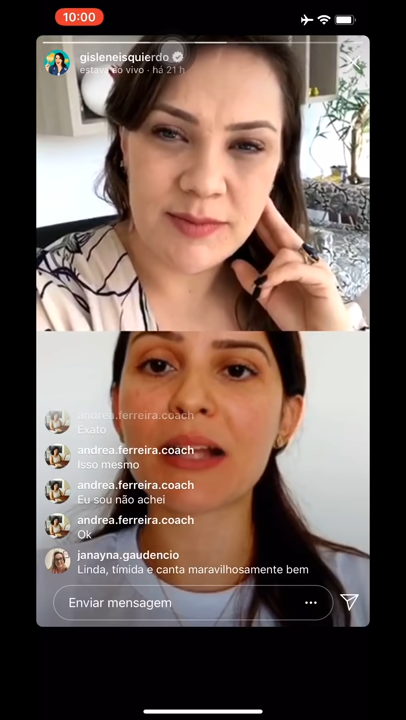 10:00
gisleneisquierdo
estava ao vivo · há 21 h
andrea.ferreira.coach
Exato
andrea.ferreira.coach
Isso mesmo
andrea.ferreira.coach
Eu sou não achei
andrea.ferreira.coach
Ok
janayna.gaudencio
Linda, tímida e canta maravilhosamente bem
Enviar mensagem